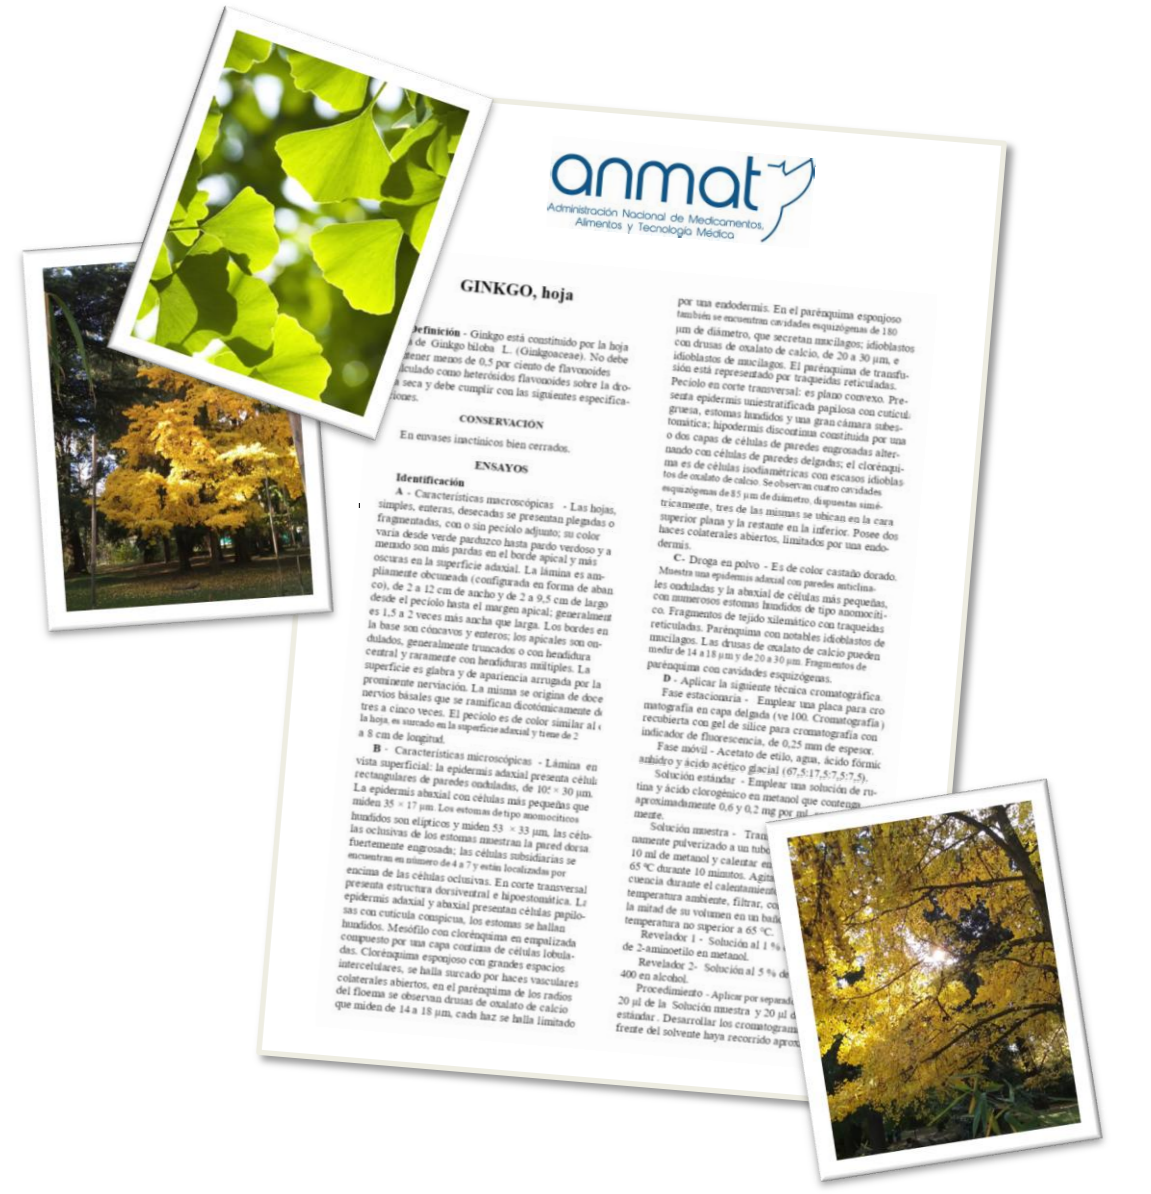 anmat
Administración Nacional de Medicamentos,
Alimentos y Tecnología Médica
GINKGO, hoja
Definición - Ginkgo está constituido por la hoja
de Ginkgo biloba L. (Ginkgoaceae). No debe
tener menos de 0,5 por ciento de flavonoides
culado como heterósidos flavonoides sobre la dro-
seca y debe cumplir con las siguientes especifica-
iones.
CONSERVACIÓN
En envases inactínicos bien cerrados.
ENSAYOS
Identificación
A - Características macroscópicas - Las hojas,
simples, enteras, desecadas se presentan plegadas o
fragmentadas, con o sin pecíolo adjunto; su color
varía desde verde parduzco hasta pardo verdoso y a
menudo son más pardas en el borde apical y más
oscuras en la superficie adaxial. La lámina es am-
pliamente obcuneada (configurada en forma de aban
co), de 2 a 12 cm de ancho y de 2 a 9,5 cm de largo
desde el pecíolo hasta el margen apical; generalment
es 1,5 a 2 veces más ancha que larga. Los bordes en
la base son cóncavos y enteros; los apicales son on-
dulados, generalmente truncados o con hendidura
central y raramente con hendiduras múltiples. La
superficie es glabra y de apariencia arrugada por la
prominente nerviación. La misma se origina de doce
nervios básales que se ramifican dicotómicamente de
tres a cinco veces. El pecíolo es de color similar al
la hoja, es surcado en la superficie adaxial y tiene de 2
a 8 cm de longitud.
B - Características microscópicas - Lámina en
vista superficial: la epidermis adaxial presenta célul
rectangulares de paredes onduladas, de 10 × 30 µm.
La epidermis abaxial con células más pequeñas que
miden 35 × 17 µm. Los estomas de tipo anomocíticos
hundidos son elípticos y miden 53 × 33 µm, las célu-
las oclusivas de los estomas muestran la pared dorsa
fuertemente engrosada; las células subsidiarias se
encuentran en número de 4 a 7 y están localizadas por
encima de las células oclusivas. En corte transversal
presenta estructura dorsiventral e hipoestomática. La
epidermis adaxial y abaxial presentan células papilo-
sas con cutícula conspicua, los estomas se hallan
hundidos. Mesófilo con clorénquima en empalizada
compuesto por una capa continua de células lobula-
das. Clorénquima esponjoso con grandes espacios
intercelulares, se halla surcado por haces vasculares
colaterales abiertos, en el parénquima de los radios
del floema se observan drusas de oxalato de calcio
que miden de 14 a 18 µm, cada haz se halla limitado
por una endodermis. En el parénquima esponjoso
también se encuentran cavidades esquizógenas de 180
µm de diámetro, que secretan mucílagos; idioblastos
con drusas de oxalato de calcio, de 20 a 30 µm, e
idioblastos de mucílagos. El parénquima de transfu-
sión está representado por traqueidas reticuladas.
Pecíolo en corte transversal: es plano convexo. Pre-
senta epidermis uniestratificada papilosa con cutícul
gruesa, estomas hundidos y una gran cámara subes-
tomática; hipodermis discontinua constituida por una
o dos capas de células de paredes engrosadas alter-
nando con células de paredes delgadas; el clorénqui-
ma es de células isodiamétricas con escasos idioblas-
tos de oxalato de calcio. Se observan cuatro cavidades
esquizógenas de 85 µm de diámetro, dispuestas simé-
tricamente, tres de las mismas se ubican en la cara
superior plana y la restante en la inferior. Posee dos
haces colaterales abiertos, limitados por una endo-
dermis.
C- Droga en polvo - Es de color castaño dorado.
Muestra una epidermis adaxial con paredes anticlina-
les onduladas y la abaxial de células más pequeñas,
con numerosos estomas hundidos de tipo anomocíti-
co. Fragmentos de tejido xilemático con traqueidas
reticuladas. Parénquima con notables idioblastos de
mucílagos. Las drusas de oxalato de calcio pueden
medir de 14 a 18 µm y de 20 a 30 µm. Fragmentos de
parénquima con cavidades esquizógenas.
D - Aplicar la siguiente técnica cromatográfica.
Fase estacionaria - Emplear una placa para cro
matografía en capa delgada (ve 100. Cromatografía)
recubierta con gel de sílice para cromatografía con
indicador de fluorescencia, de 0,25 mm de espesor.
Fase móvil - Acetato de etilo, agua, ácido fórmic
anhidro y ácido acético glacial (67,5:17,5:7,5:7,5).
Solución estándar - Emplear una solución de ru-
tina y ácido clorogénico en metanol que contenga
aproximadamente 0,6 y 0,2 mg por ml,
mente.
Solución muestra - Tran
namente pulverizado a un tubo
10 ml de metanol y calentar en
65 ºC durante 10 minutos. Agita
cuencia durante el calentamiento
temperatura ambiente, filtrar, co
la mitad de su volumen en un bañ
temperatura no superior a 65 ºC.
Revelador 1 - Solución al 1 %
de 2-aminoetilo en metanol.
Revelador 2- Solución al 5 % de
400 en alcohol.
Procedimiento - Aplicar por separado
20 µl de la Solución muestra y 20 µl d
estándar. Desarrollar los cromatogram
frente del solvente haya recorrido aprox